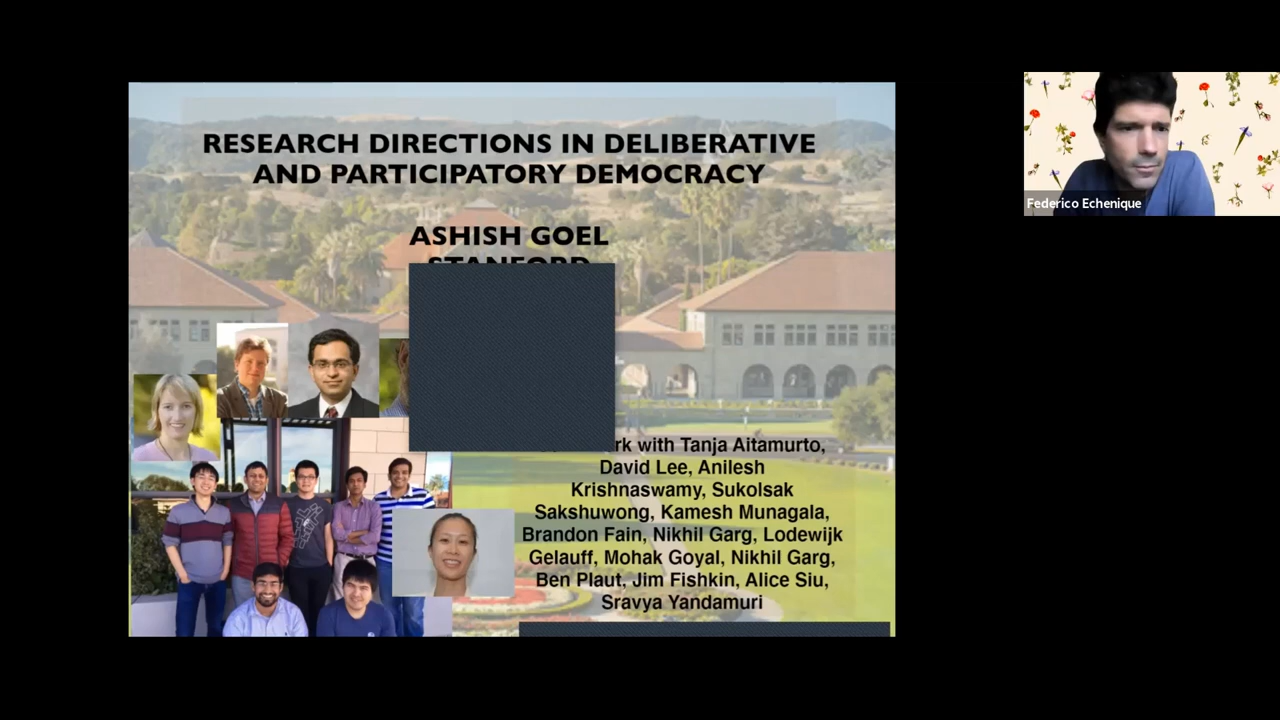 RESEARCH DIRECTIONS IN DELIBERATIVE
AND PARTICIPATORY DEMOCRACY
ASHISH GOEL
STANFORD
Federico Echenique
with Tanja Aitamurto,
David Lee, Anilesh
Krishnaswamy, Sukolsak
Sakshuwong, Kamesh Munagala,
Brandon Fain, Nikhil Garg, Lodewijk
Gelauff, Mohak Goyal, Nikhil Garg,
Ben Plaut, Jim Fishkin, Alice Siu,
Sravya Yandamuri